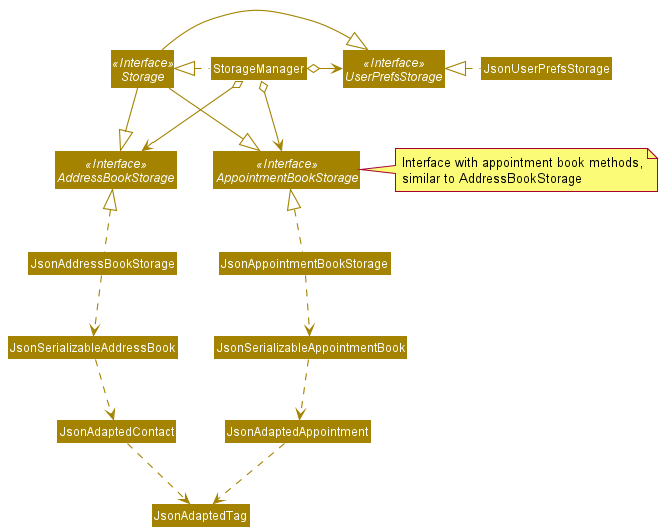 «Interface»
Storage
StorageManager
«Interface»
UserPrefsStorage
JsonUserPrefsStorage
«Interface»
AddressBookStorage
«Interface»
AppointmentBookStorage
Interface with appointment book methods,
similar to AddressBookStorage
JsonAddressBookStorage
JsonAppointmentBookStorage
JsonSerializableAddressBook
JsonSerializableAppointmentBook
JsonAdaptedContact
JsonAdaptedAppointment
JsonAdaptedTag